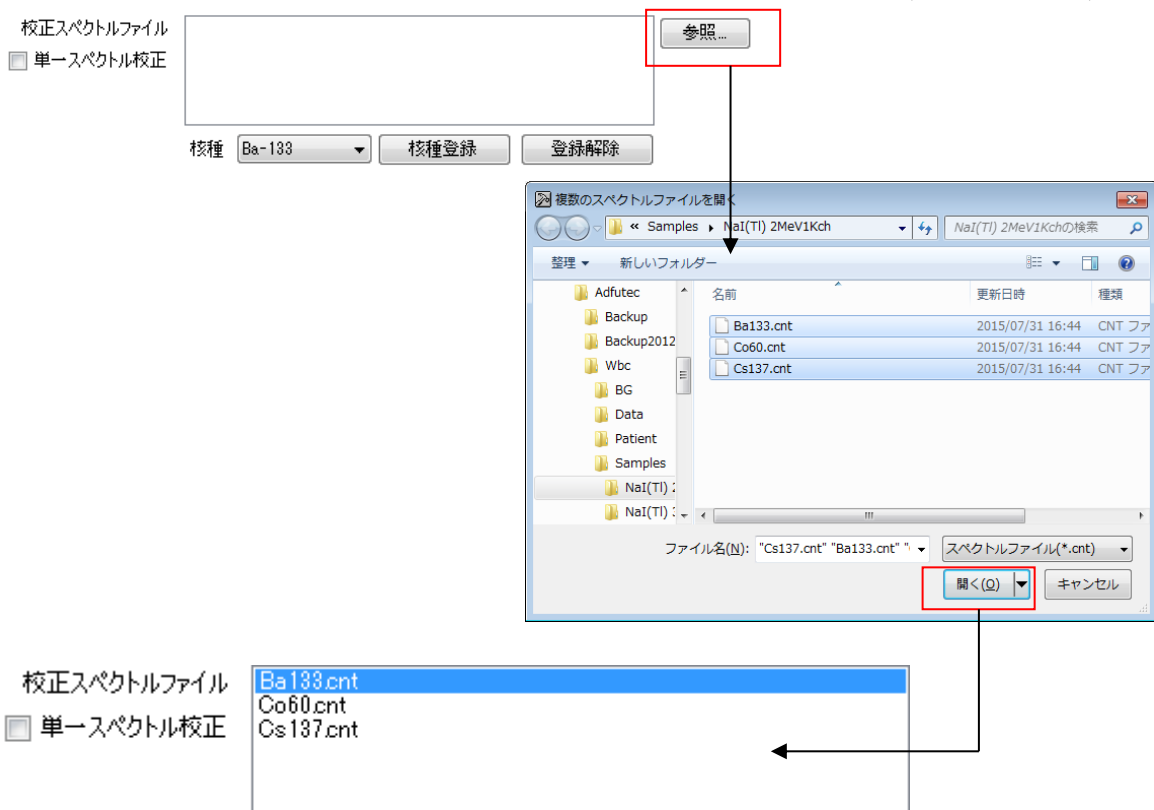 校正スペクトルファイル
参照...
単一スペクトル校正
核種
Ba-133
核種登録
登録解除
複数のスペクトルファイルを開く
« Samples
NaI(Tl) 2MeV1Kch
NaI(Tl) 2MeV1Kchの検索
整理
新しいフォルダー
Adfutec
Backup
Backup2012
Wbc
BG
Data
Patient
Samples
NaI(Tl) 2
NaI(Tl) 3
名前
更新日時
種類
Ba133.cnt
2015/07/31 16:44
CNT ファ
Co60.cnt
2015/07/31 16:44
CNT ファ
Cs137.cnt
2015/07/31 16:44
CNT ファ
ファイル名(N):
"Cs137.cnt" "Ba133.cnt" "
スペクトルファイル(*.cnt)
開く(O)
キャンセル
校正スペクトルファイル
単一スペクトル校正
Ba133.cnt
Co60.cnt
Cs137.cnt